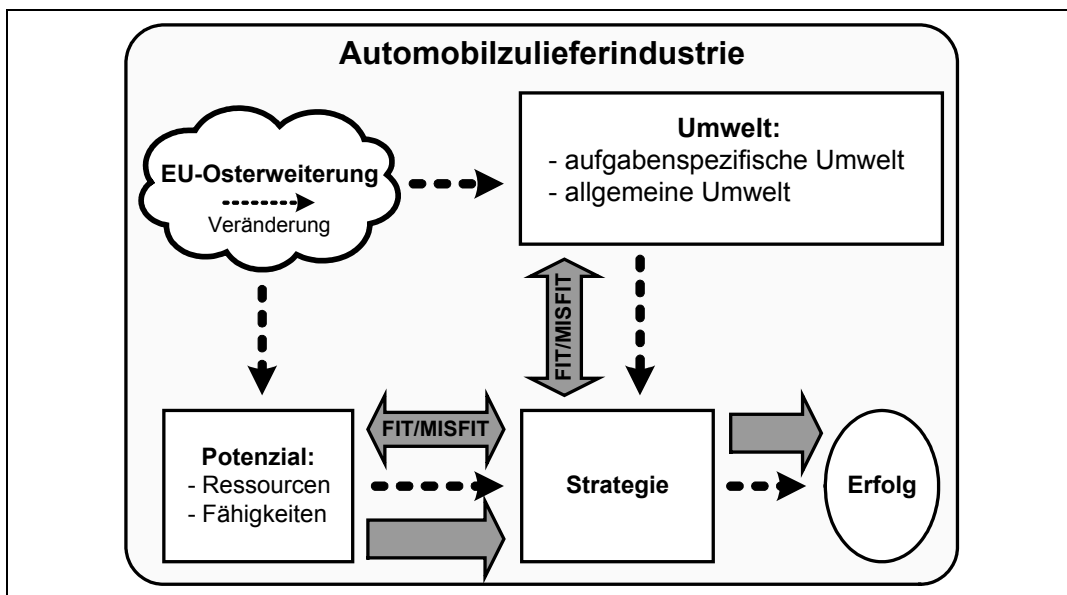 Automobilzulieferindustrie
EU-Osterweiterung
Veränderung
Umwelt:
- aufgabenspezifische Umwelt
- allgemeine Umwelt
FIT/MISFIT
FIT/MISFIT
Potenzial:
- Ressourcen
- Fähigkeiten
Strategie
Erfolg